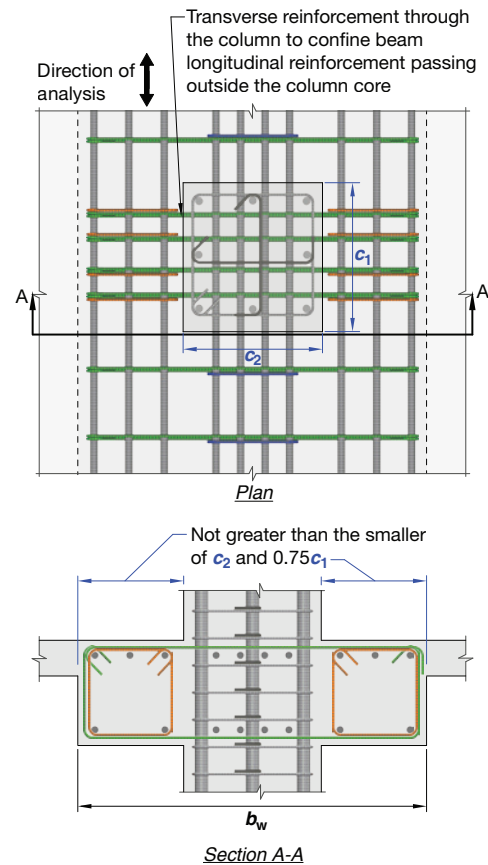 Transverse reinforcement through
the column to confine beam
longitudinal reinforcement passing
outside the column core
Direction of
analysis
c1
A
A
c2
Plan
Not greater than the smaller
of c2 and 0.75c1
bw
Section A-A